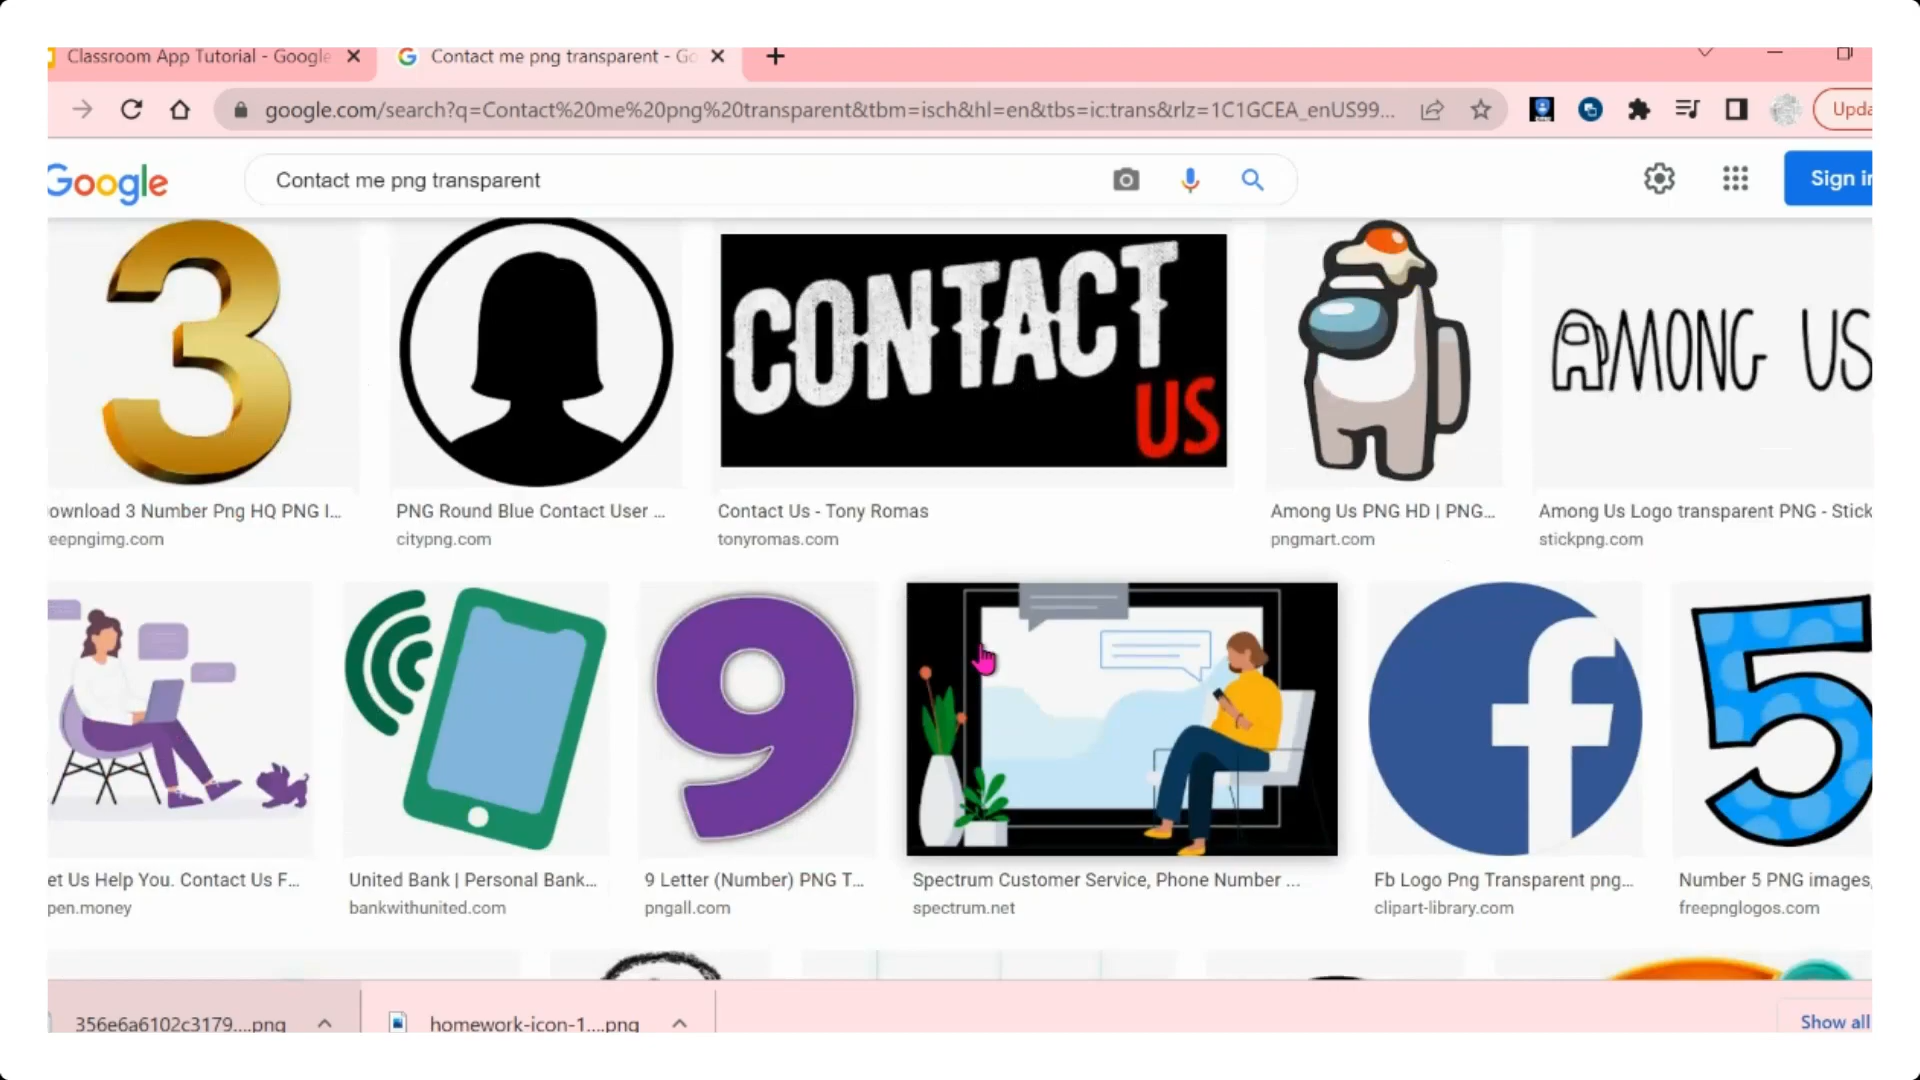 Classroom App Tutorial - Google
Contact me png transparent - Go
google.com/search?q=Contact%20me%20png%20transparent&tbm=isch&hl=en&tbs=ic:trans&rlz=1C1GCEA_enUS99...
Upda
Google
Contact me png transparent
Sign in
3
CONTACT
US
AMONG US
ownload 3 Number Png HQ PNG I...
eepngimg.com
PNG Round Blue Contact User ...
citypng.com
Contact Us - Tony Romas
tonyromas.com
Among Us PNG HD | PNG...
pngmart.com
Among Us Logo transparent PNG - Stick
stickpng.com
9
f
5
et Us Help You. Contact Us F...
pen.money
United Bank | Personal Bank...
bankwithunited.com
9 Letter (Number) PNG T...
pngall.com
Spectrum Customer Service, Phone Number ...
spectrum.net
Fb Logo Png Transparent png...
clipart-library.com
Number 5 PNG images,
freepnglogos.com
356e6a6102c3179....png
homework-icon-1....png
Show all